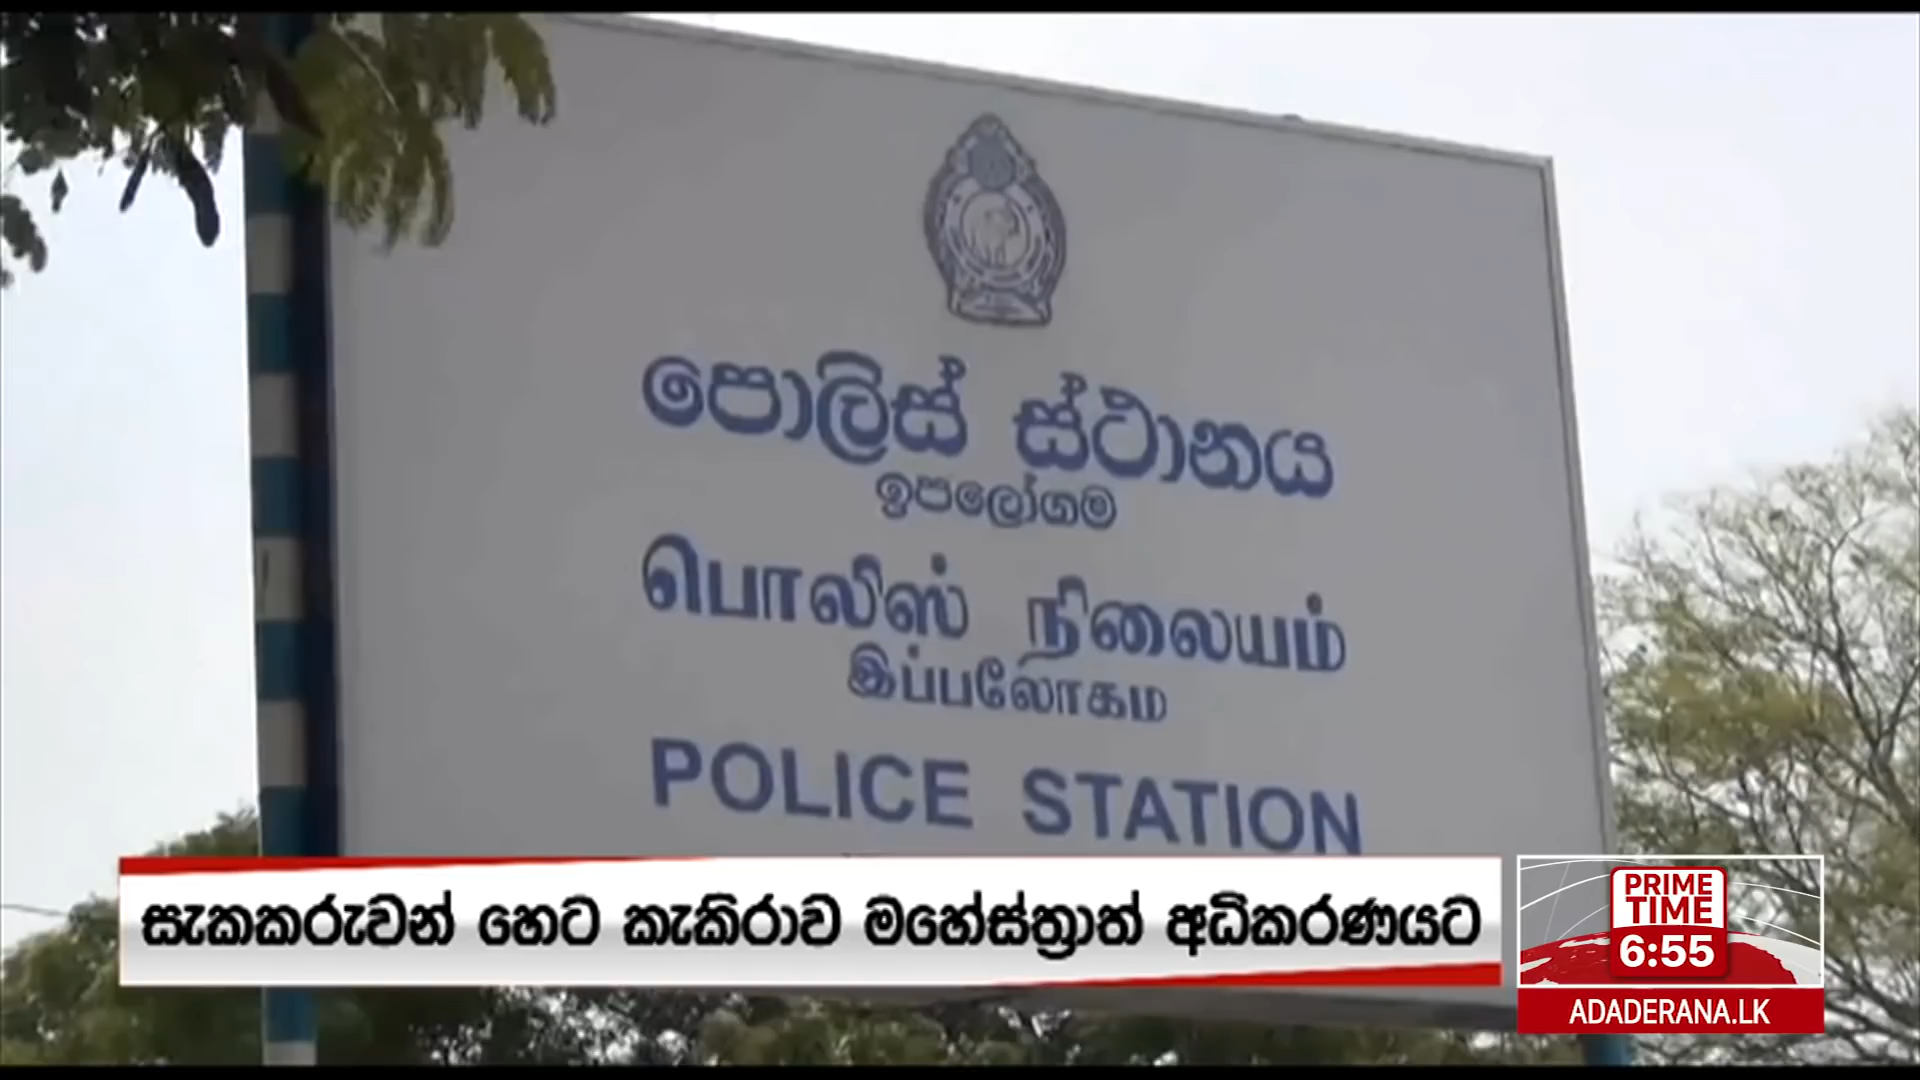 පොලිස් ස්ථානය
ඉපලෝගම
பொலிஸ் நிலையம்
இப்பலோகம
POLICE STATION
සැකකරුවන් හෙට කැකිරාව මහේස්ත්‍රාත් අධිකරණයට
PRIME
TIME
6:55
ADADERANA.LK